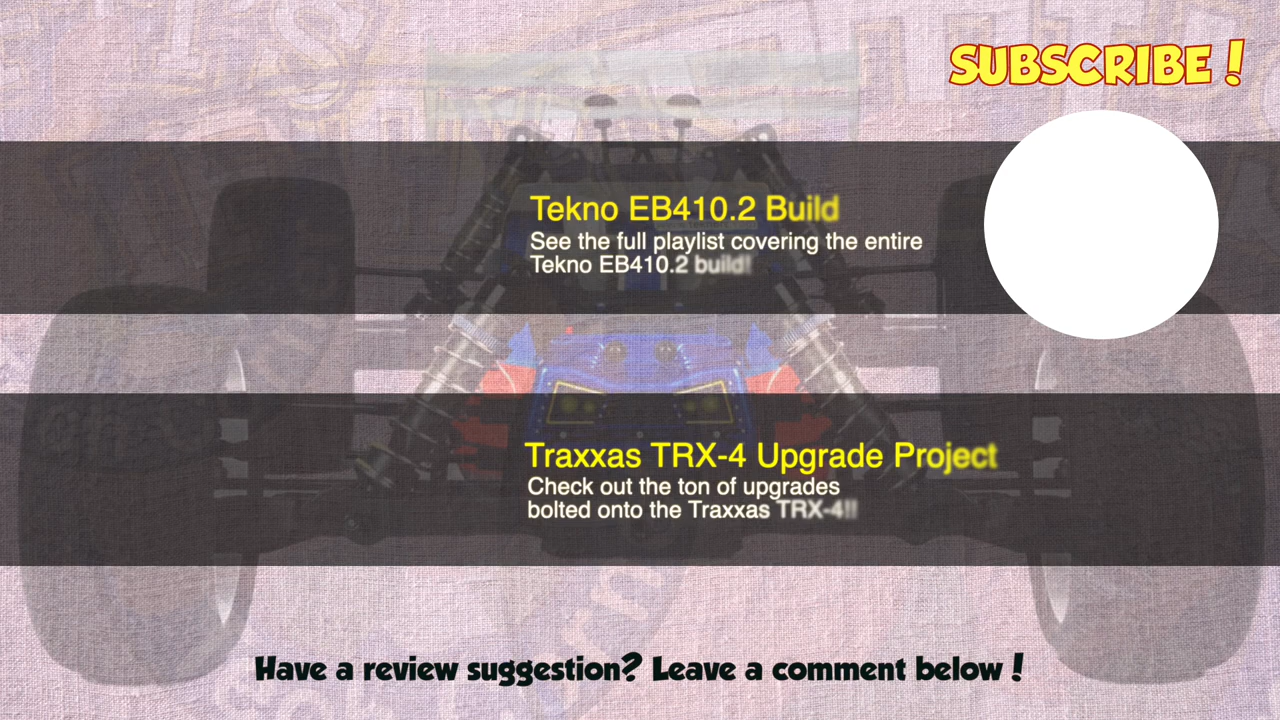 SUBSCRIBE!
Tekno EB410.2 Build
See the full playlist covering the entire
Tekno EB410.2 build!
Traxxas TRX-4 Upgrade Project
Check out the ton of upgrades
bolted onto the Traxxas TRX-4!!
Have a review suggestion? Leave a comment below!